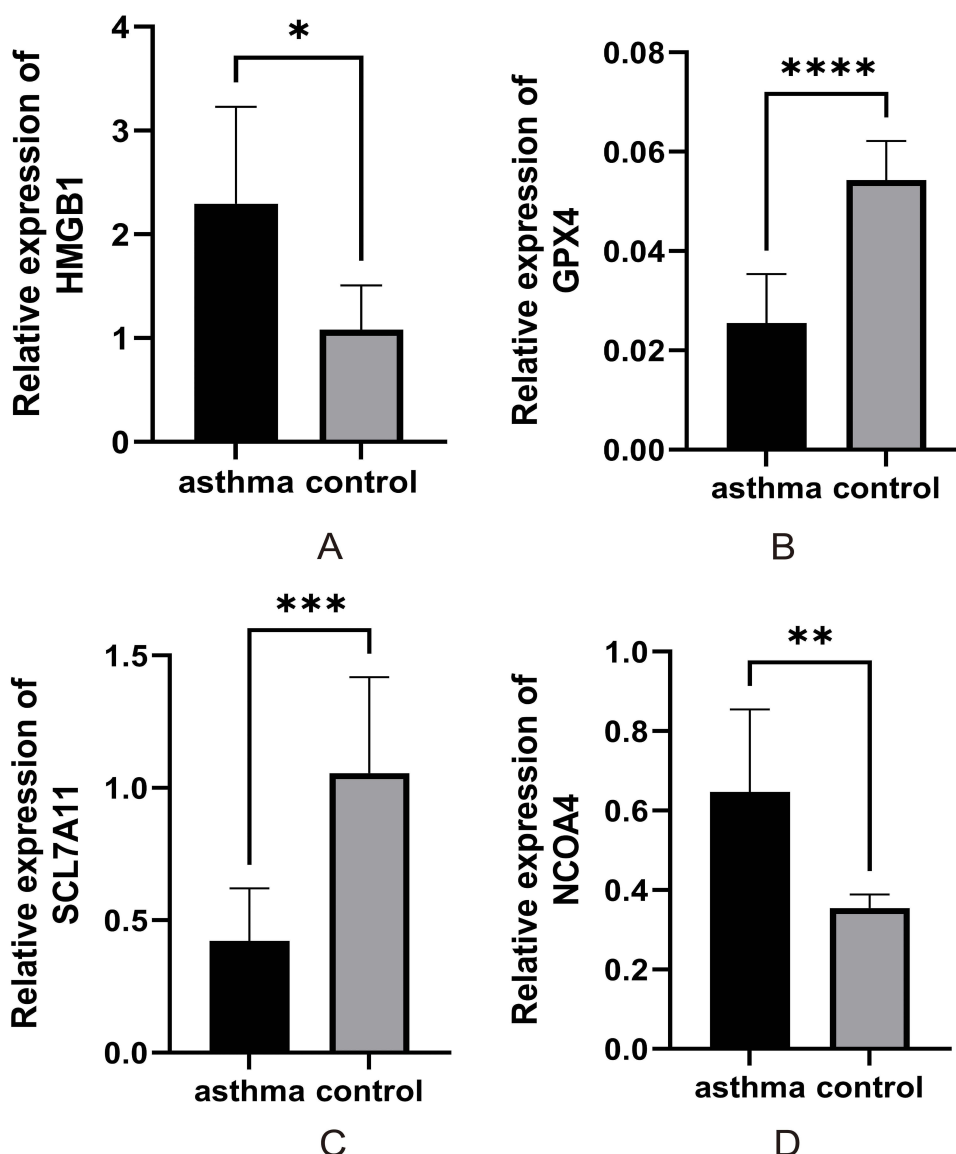 Relative expression of
HMGB1
4
3
2
1
0
*
asthma control
A
Relative expression of
GPX4
0.08
0.06
0.04
0.02
0.00
****
asthma control
B
Relative expression of
SCL7A11
1.5
1.0
0.5
0.0
***
asthma control
C
Relative expression of
NCOA4
1.0
0.8
0.6
0.4
0.2
0.0
**
asthma control
D